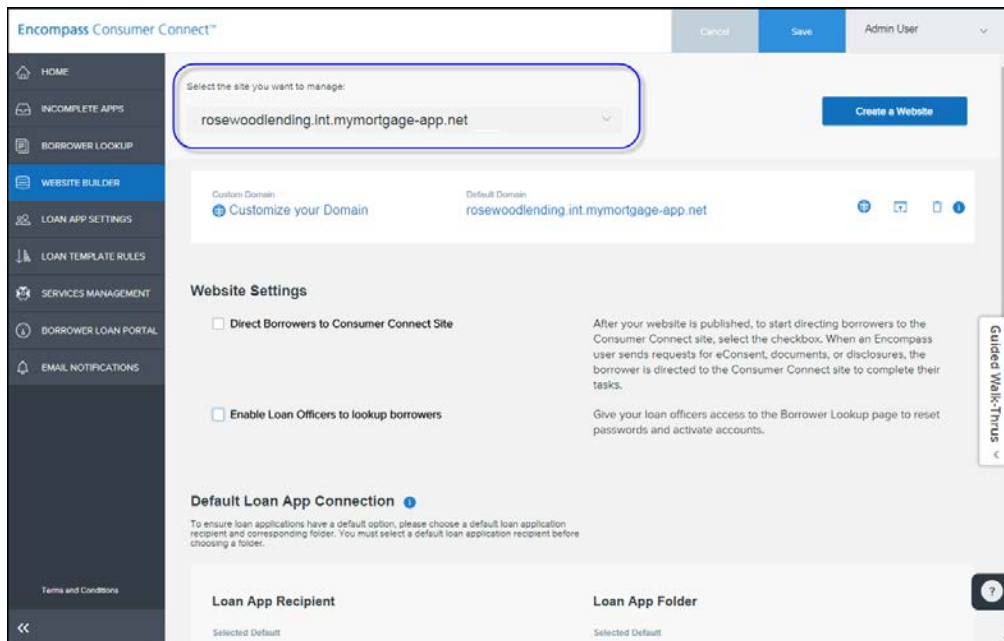 Encompass Consumer Connect™
Cancel
Save
Admin User
HOME
INCOMPLETE APPS
BORROWER LOOKUP
WEBSITE BUILDER
LOAN APP SETTINGS
LOAN TEMPLATE RULES
SERVICES MANAGEMENT
BORROWER LOAN PORTAL
EMAIL NOTIFICATIONS
Terms and Conditions
Select the site you want to manage:
rosewoodlending.int.mymortgage-app.net
Create a Website
Custom Domain
Customize your Domain
Default Domain
rosewoodlending.int.mymortgage-app.net
Website Settings
Direct Borrowers to Consumer Connect Site
After your website is published, to start directing borrowers to the
Consumer Connect site, select the checkbox. When an Encompass
user sends requests for eConsent, documents, or disclosures, the
borrower is directed to the Consumer Connect site to complete their
tasks.
Enable Loan Officers to lookup borrowers
Give your loan officers access to the Borrower Lookup page to reset
passwords and activate accounts.
Default Loan App Connection
To ensure loan applications have a default option, please choose a default loan application
recipient and corresponding folder. You must select a default loan application recipient before
choosing a folder.
Loan App Recipient
Selected Default
Loan App Folder
Selected Default
Guided Walk-Thrus
?